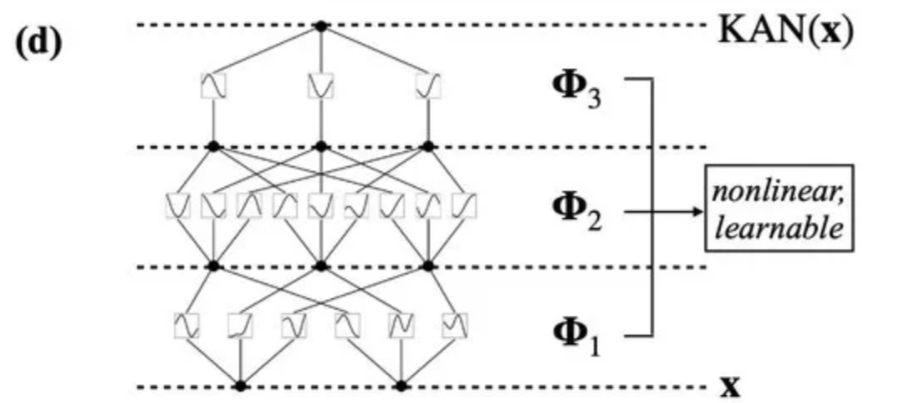 (d)
KAN(x)
Φ3
Φ2
nonlinear,
learnable
Φ1
x